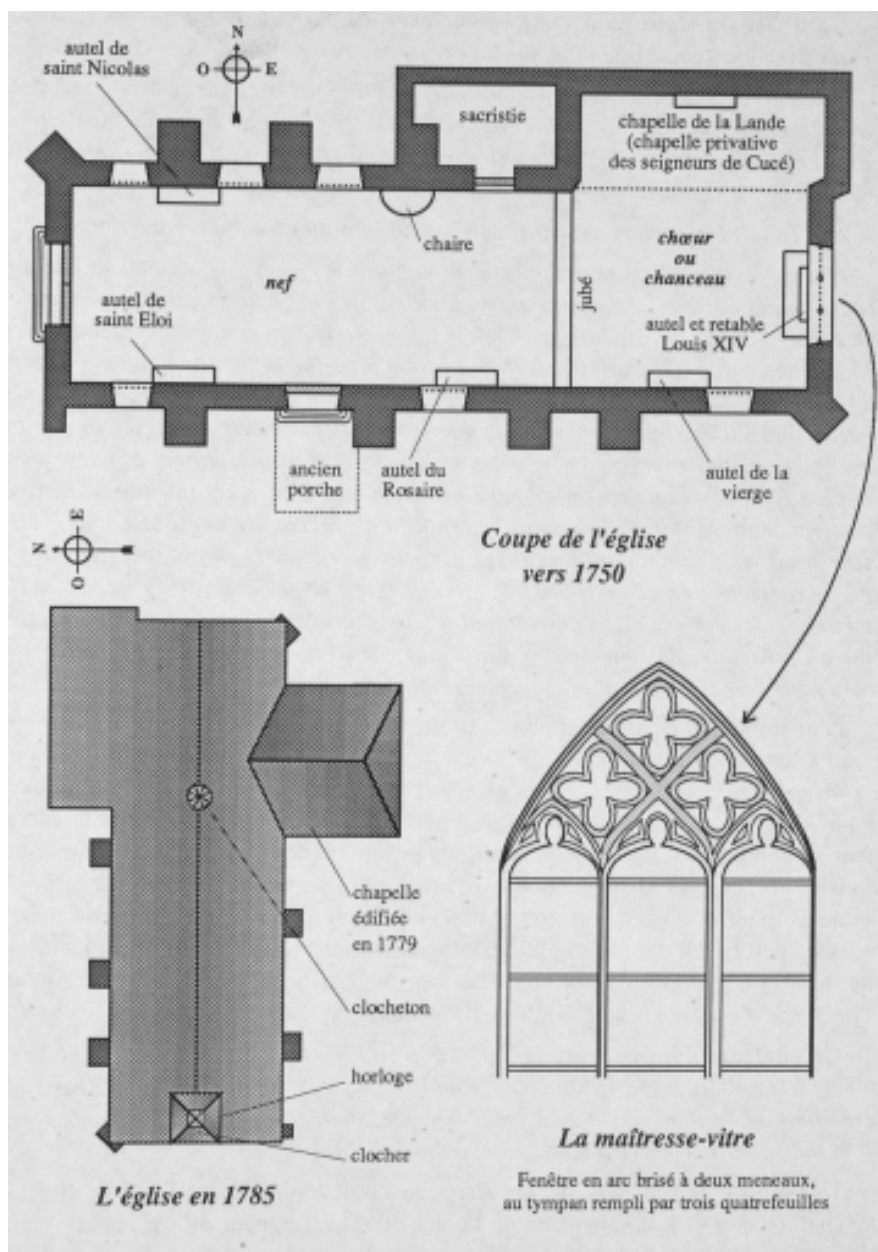 autel de
saint Nicolas
N
O
E
sacristie
chapelle de la Lande
(chapelle privative
des seigneurs de Cucé)
chaire
nef
chœur
ou
chanceau
jubé
autel et retable
Louis XIV
autel de
saint Eloi
ancien
porche
autel du
Rosaire
autel de la
vierge
Coupe de l'église
vers 1750
E
N
O
chapelle
édifiée
en 1779
clocheton
horloge
clocher
L'église en 1785
La maîtresse-vitre
Fenêtre en arc brisé à deux meneaux,
au tympan rempli par trois quatrefeuilles